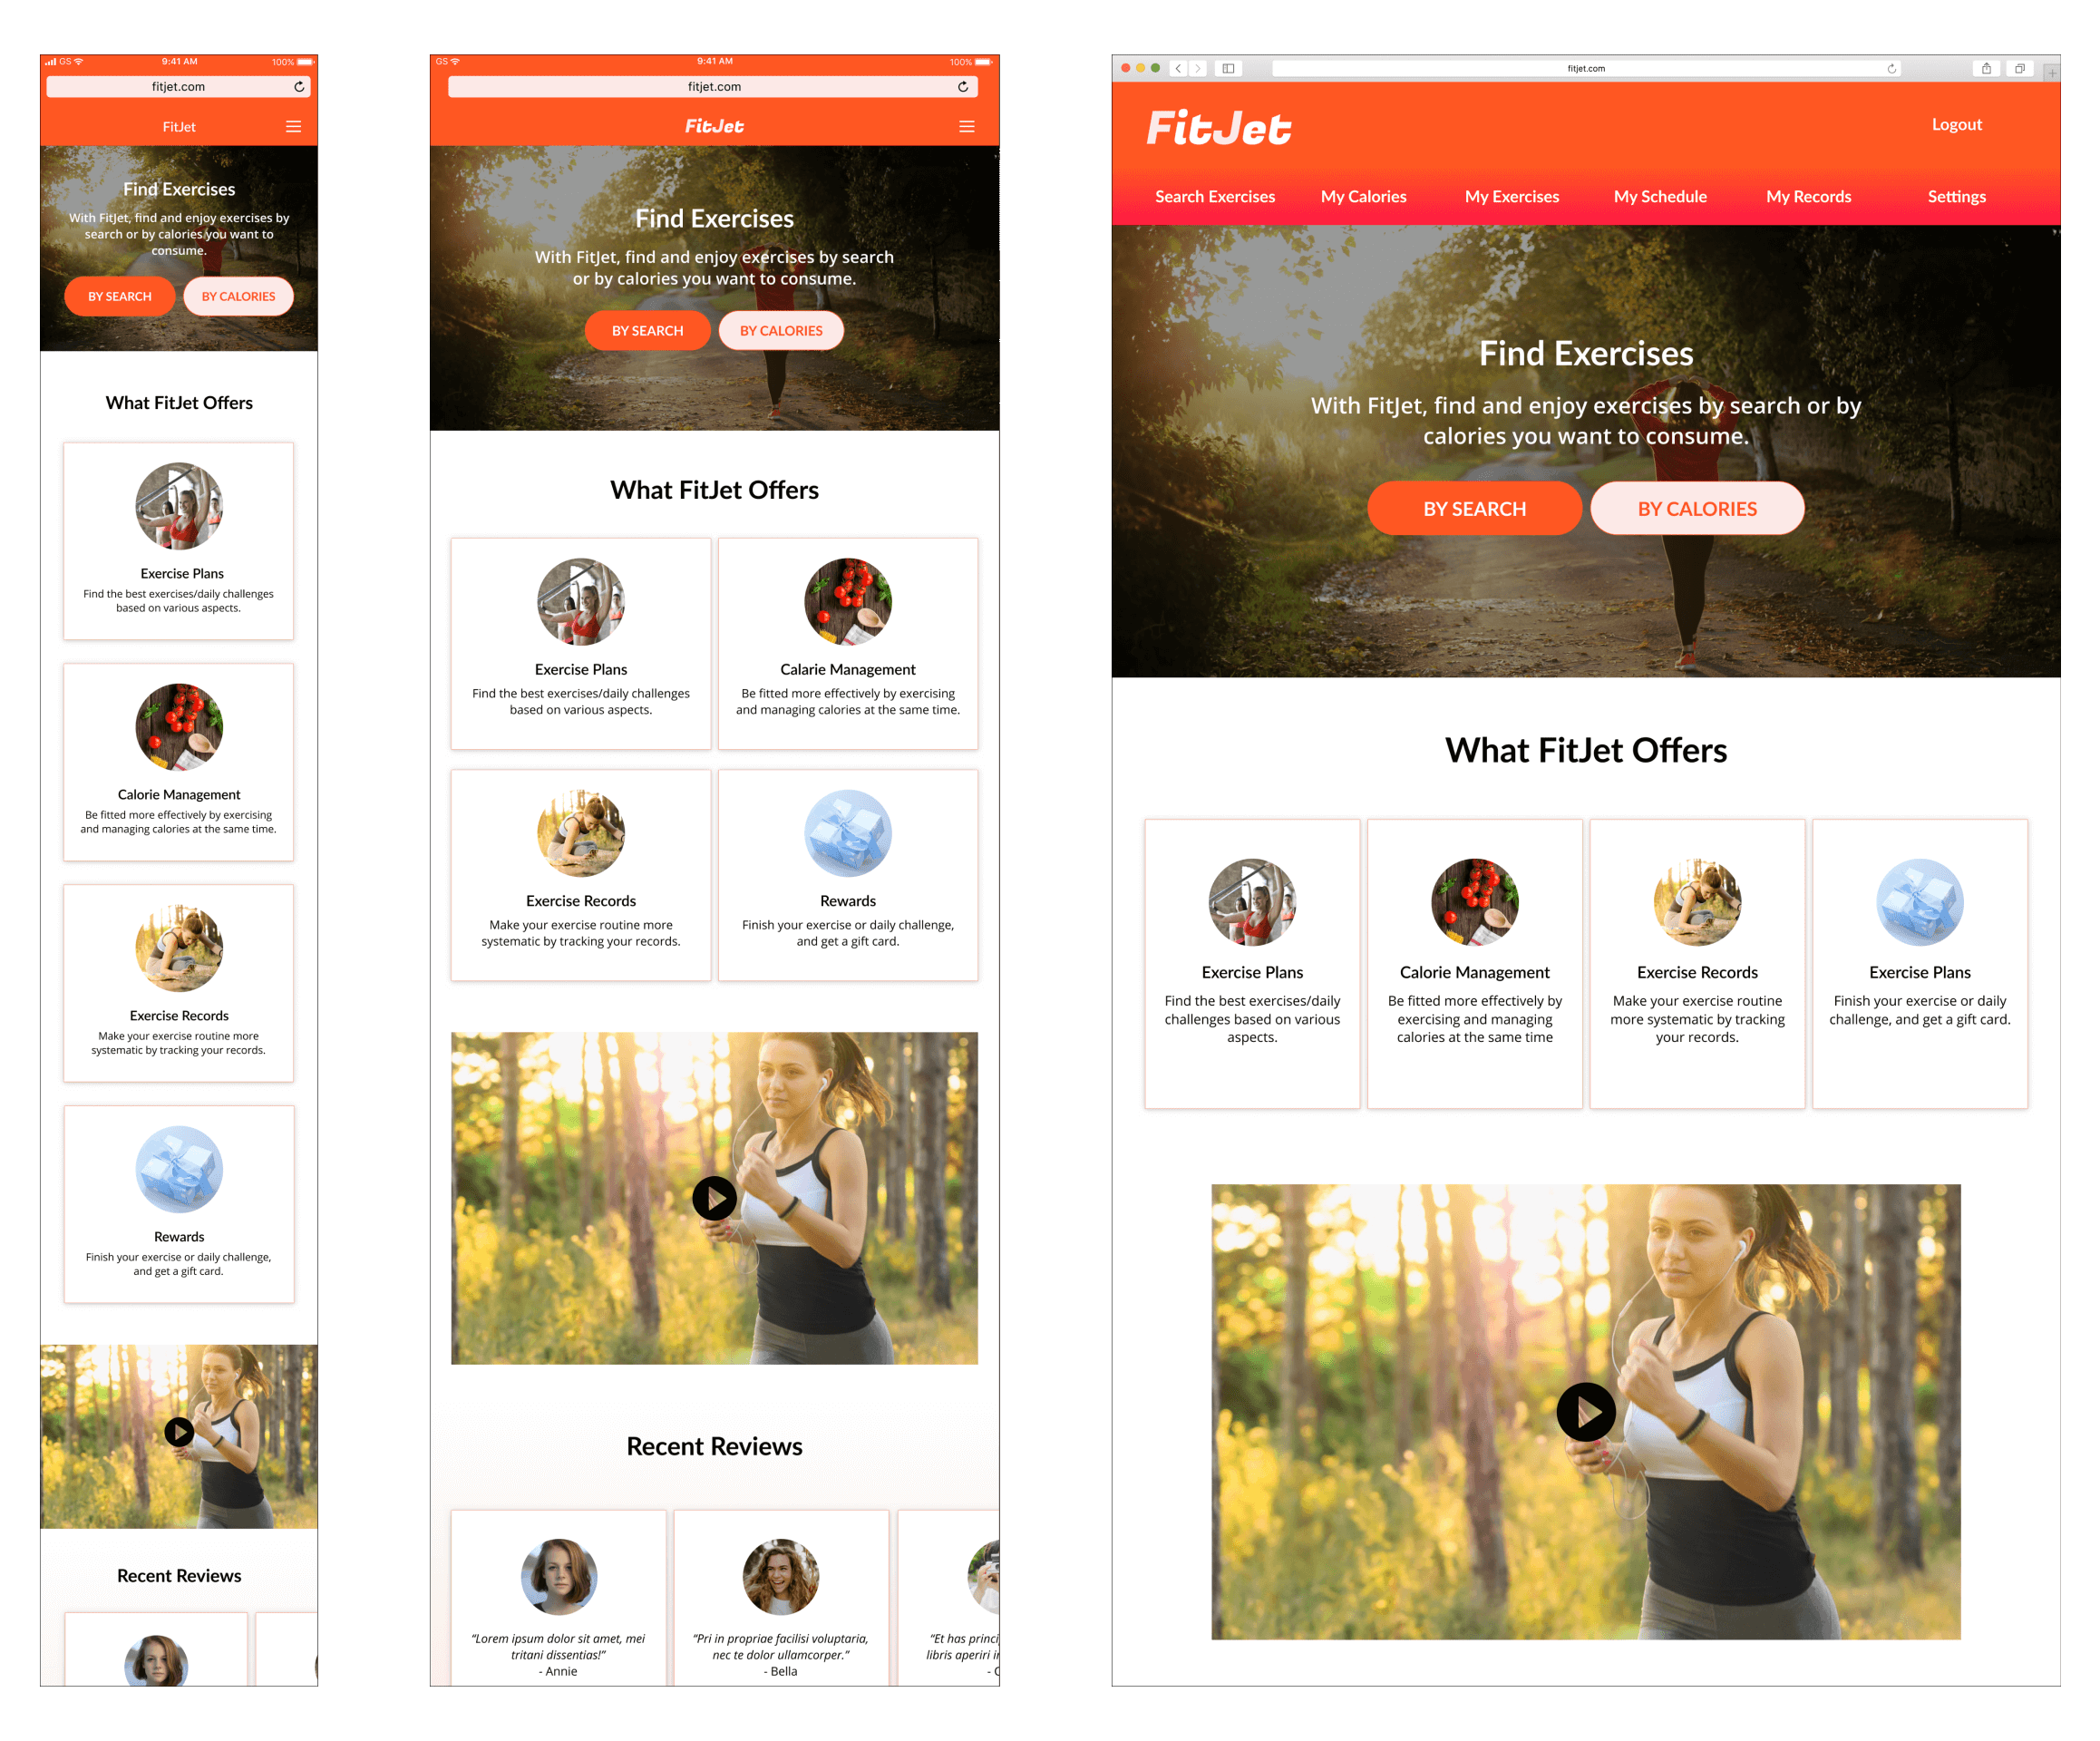 GS
9:41 AM
100%
fitjet.com
FitJet
Find Exercises
With FitJet, find and enjoy exercises by
search or by calories you want to
consume.
BY SEARCH
BY CALORIES
What FitJet Offers
Exercise Plans
Find the best exercises/daily challenges
based on various aspects.
Calorie Management
Be fitted more effectively by exercising
and managing calories at the same time.
Exercise Records
Make your exercise routine more
systematic by tracking your records.
Rewards
Finish your exercise or daily challenge,
and get a gift card.
Recent Reviews
GS
9:41 AM
100%
fitjet.com
FitJet
Find Exercises
With FitJet, find and enjoy exercises by search
or by calories you want to consume.
BY SEARCH
BY CALORIES
What FitJet Offers
Exercise Plans
Find the best exercises/daily challenges
based on various aspects.
Calarie Management
Be fitted more effectively by exercising
and managing calories at the same time.
Exercise Records
Make your exercise routine more
systematic by tracking your records.
Rewards
Finish your exercise or daily challenge,
and get a gift card.
Recent Reviews
“Lorem ipsum dolor sit amet, mei
tritani dissentias!”
- Annie
“Pri in propriae facilisi voluptaria,
nec te dolor ullamcorper.”
- Bella
“Et has princi
libris aperiri i
-
fitjet.com
FitJet
Logout
Search Exercises
My Calories
My Exercises
My Schedule
My Records
Settings
Find Exercises
With FitJet, find and enjoy exercises by search or by
calories you want to consume.
BY SEARCH
BY CALORIES
What FitJet Offers
Exercise Plans
Find the best exercises/daily
challenges based on various
aspects.
Calorie Management
Be fitted more effectively by
exercising and managing
calories at the same time
Exercise Records
Make your exercise routine
more systematic by tracking
your records.
Exercise Plans
Finish your exercise or daily
challenge, and get a gift card.